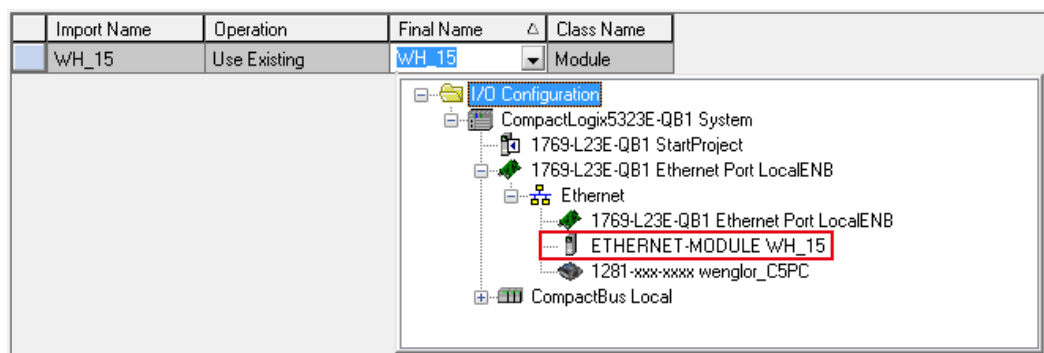 Import Name Operation Final Name Class Name
WH_15 Use Existing WH_15 Module
I/O Configuration
CompactLogix5323E-QB1 System
1769-L23E-QB1 StartProject
1769-L23E-QB1 Ethernet Port LocalENB
Ethernet
1769-L23E-QB1 Ethernet Port LocalENB
ETHERNET-MODULE WH_15
1281-xxx-xxxx wenglor_C5PC
CompactBus Local